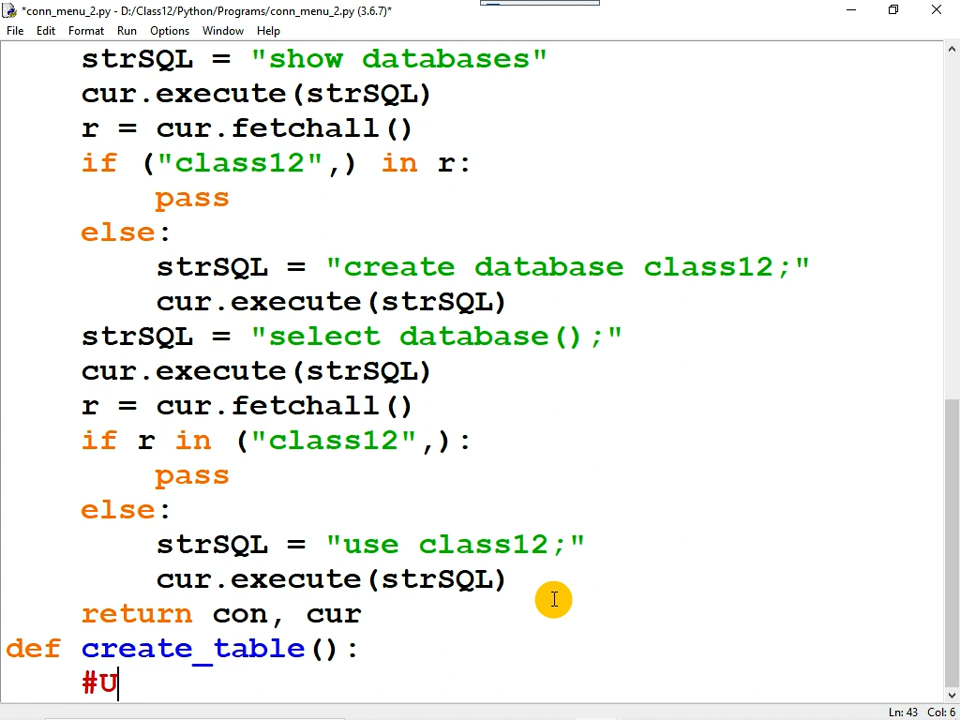 *conn_menu_2.py - D:/Class12/Python/Programs/conn_menu_2.py (3.6.7)*
File Edit Format Run Options Window Help
strSQL = "show databases"
cur.execute(strSQL)
r = cur.fetchall()
if ("class12",) in r:
pass
else:
strSQL = "create database class12;"
cur.execute(strSQL)
strSQL = "select database();"
cur.execute(strSQL)
r = cur.fetchall()
if r in ("class12",):
pass
else:
strSQL = "use class12;"
cur.execute(strSQL)
return con, cur
def create_table():
#U
Ln: 43 Col: 6